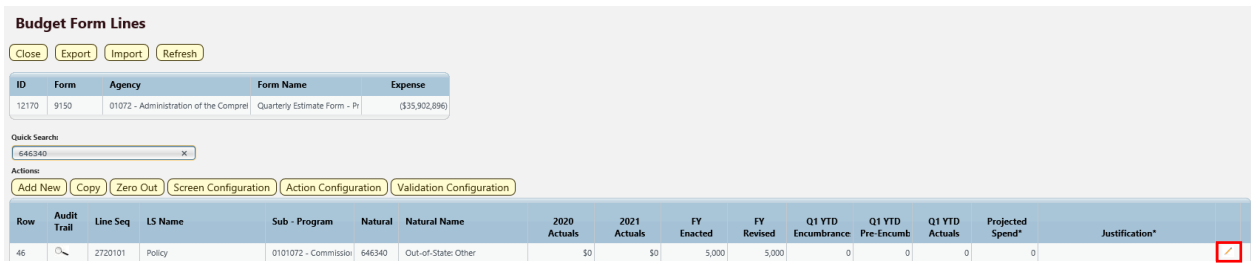 Budget Form Lines
Close Export Import Refresh
ID Form Agency Form Name Expense
12170 9150 01072 - Administration of the Comprel Quarterly Estimate Form - Pr ($35,902,896)
Quick Search:
646340 ×
Actions:
Add New Copy Zero Out Screen Configuration Action Configuration Validation Configuration
Row Audit Trail Line Seq LS Name Sub - Program Natural Natural Name 2020 Actuals 2021 Actuals FY Enacted FY Revised Q1 YTD Encumbrance Q1 YTD Pre-Encumb Q1 YTD Actuals Projected Spend* Justification*
46 2720101 Policy 0101072 - Commission 646340 Out-of-State: Other $0 $0 5,000 5,000 0 0 0 0